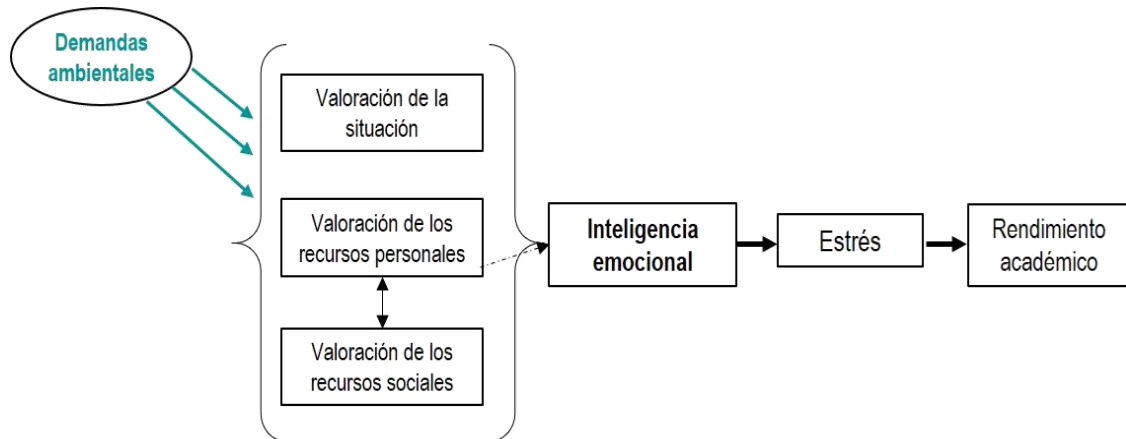 Demandas
ambientales
Valoración de la
situación
Valoración de los
recursos personales
Valoración de los
recursos sociales
Inteligencia
emocional
Estrés
Rendimiento
académico